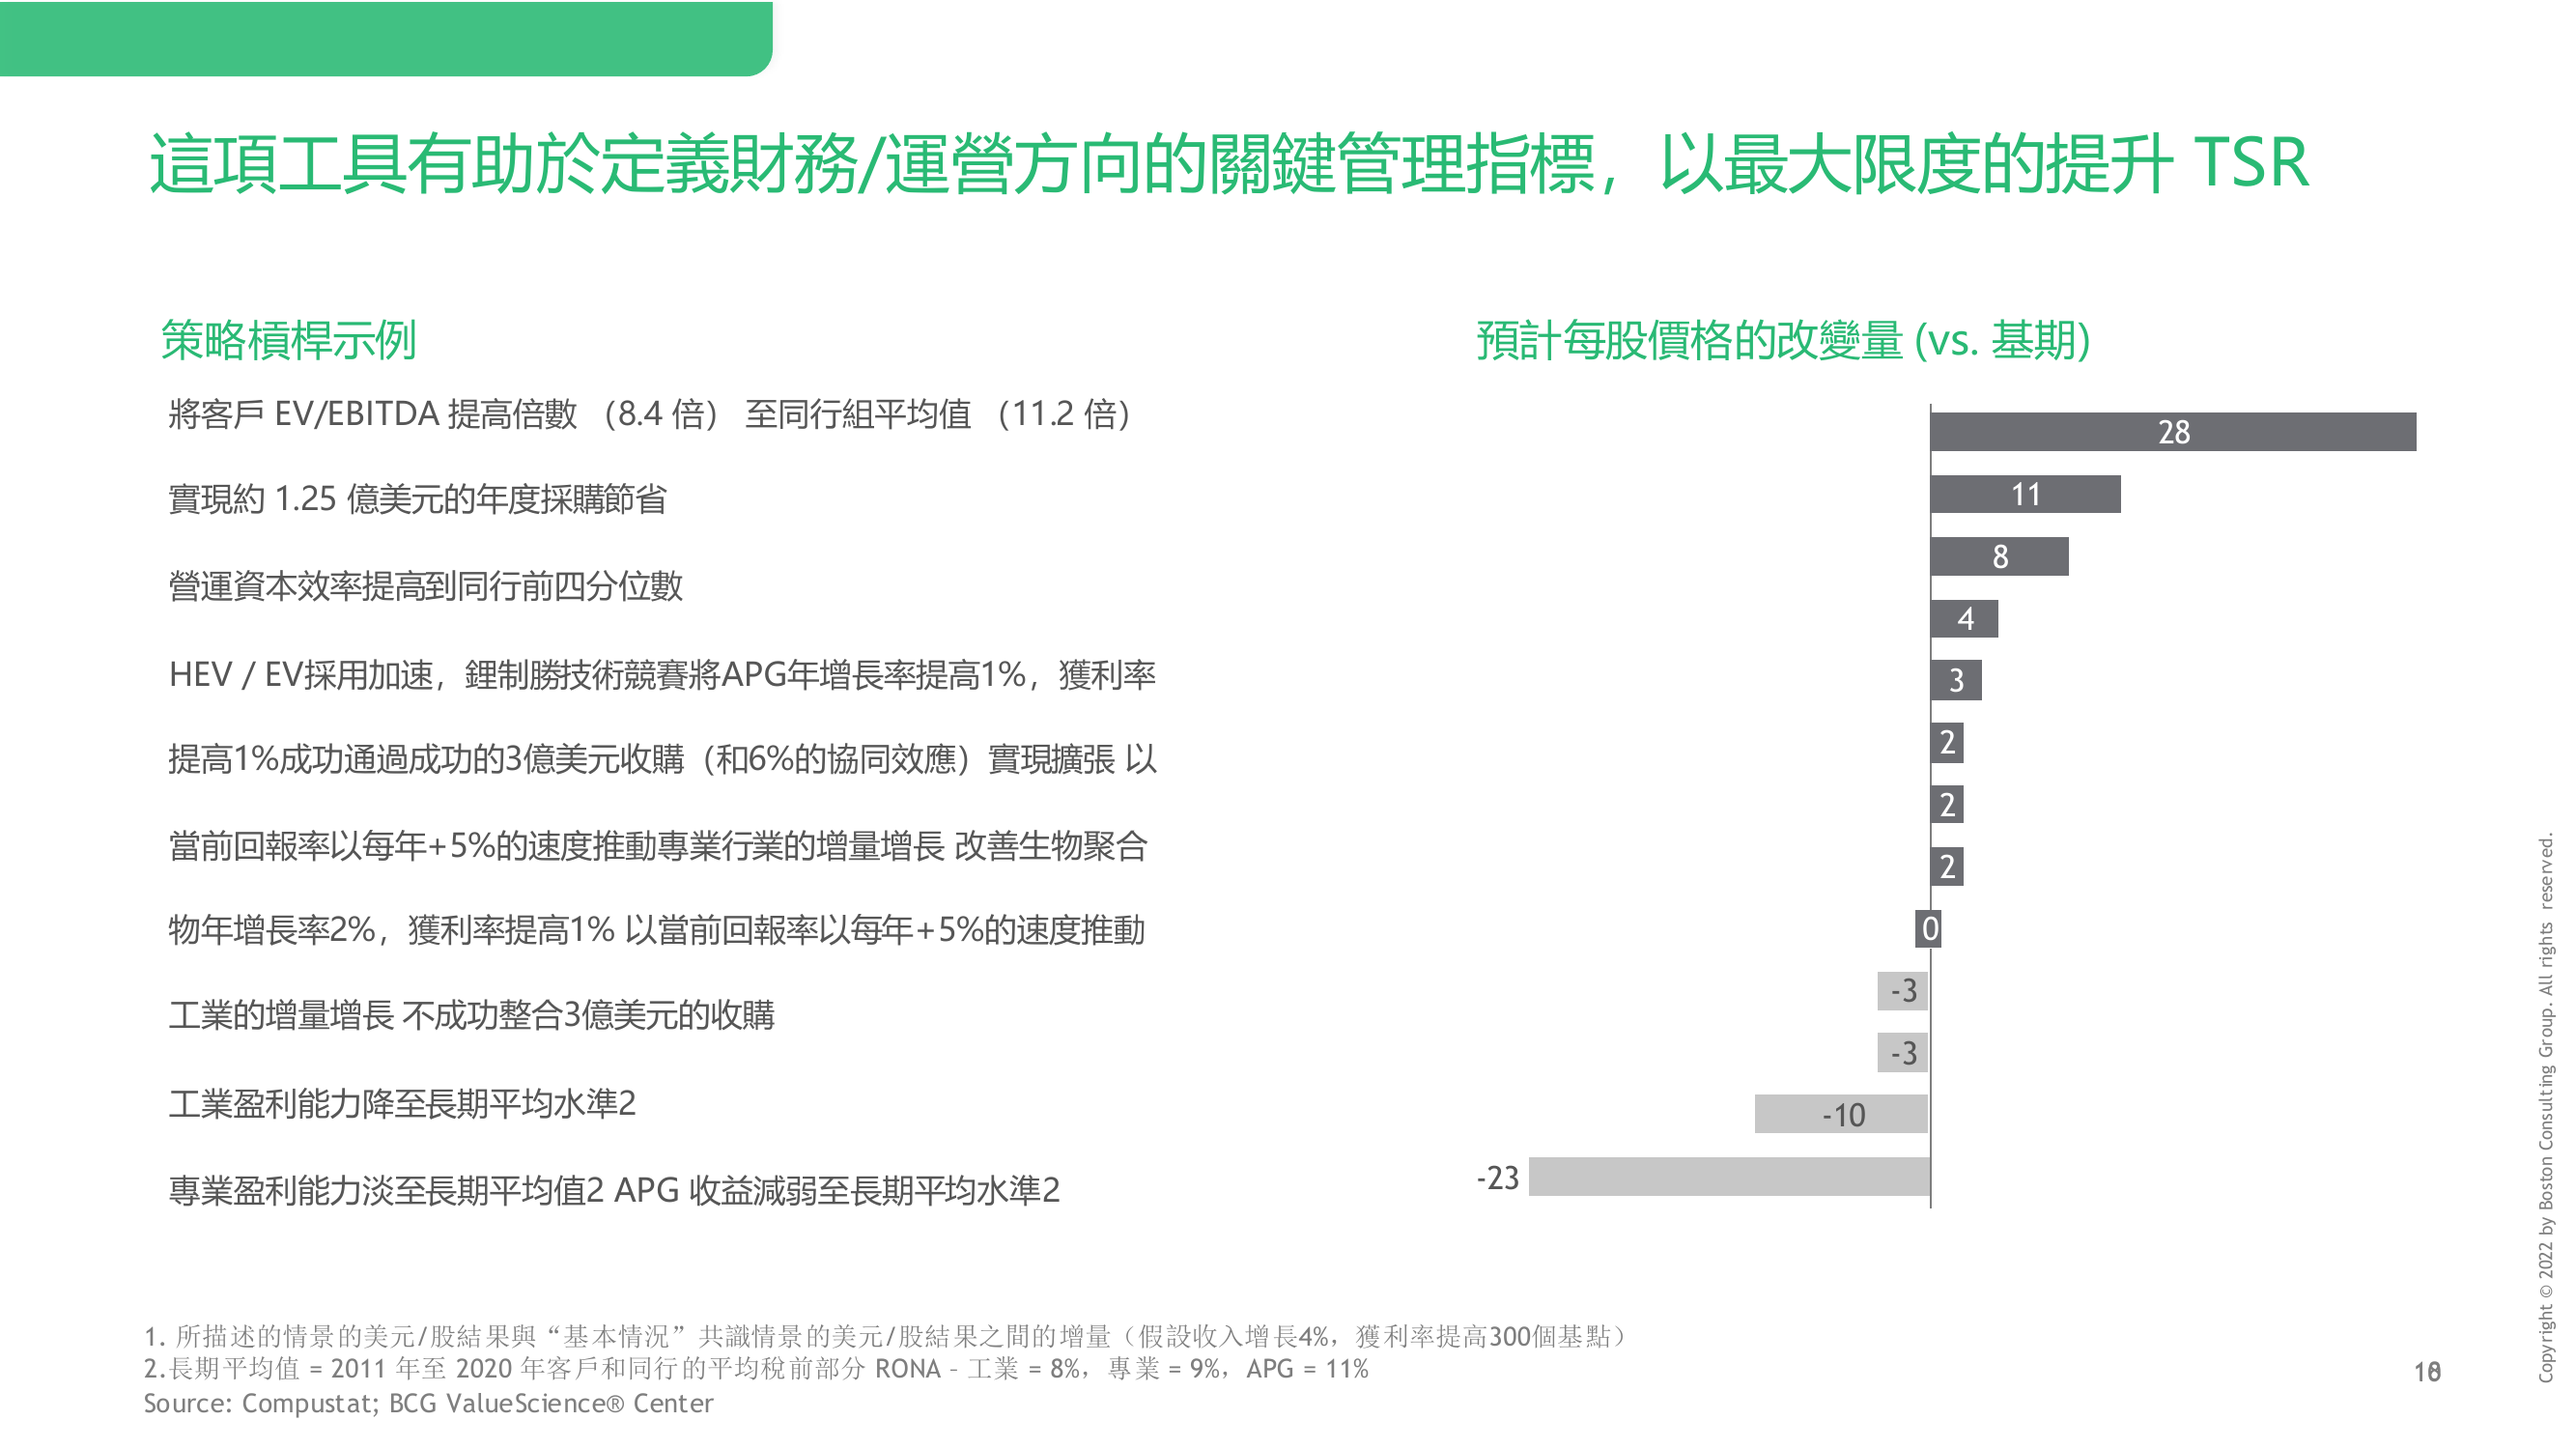 這項工具有助於定義財務/運營方向的關鍵管理指標，以最大限度的提升 TSR
策略槓桿示例
將客戶 EV/EBITDA 提高倍數 （8.4 倍） 至同行組平均值 （11.2 倍）
實現約 1.25 億美元的年度採購節省
營運資本效率提高到同行前四分位數
HEV / EV採用加速，鋰制勝技術競賽將APG年增長率提高1%，獲利率
提高1%成功通過成功的3億美元收購（和6%的協同效應）實現擴張 以
當前回報率以每年+5%的速度推動專業行業的增量增長 改善生物聚合
物年增長率2%，獲利率提高1% 以當前回報率以每年+5%的速度推動
工業的增量增長 不成功整合3億美元的收購
工業盈利能力降至長期平均水準2
專業盈利能力淡至長期平均值2 APG 收益減弱至長期平均水準2
預計每股價格的改變量 (vs. 基期)
28
11
8
4
3
2
2
2
0
-3
-3
-10
-23
1. 所描述的情景的美元/股結果與“基本情況”共識情景的美元/股結果之間的增量（假設收入增長4%，獲利率提高300個基點）
2.長期平均值 = 2011 年至 2020 年客戶和同行的平均稅前部分 RONA - 工業 = 8%，專業 = 9%，APG = 11%
Source: Compustat; BCG ValueScience® Center
Copyright © 2022 by Boston Consulting Group. All rights reserved.